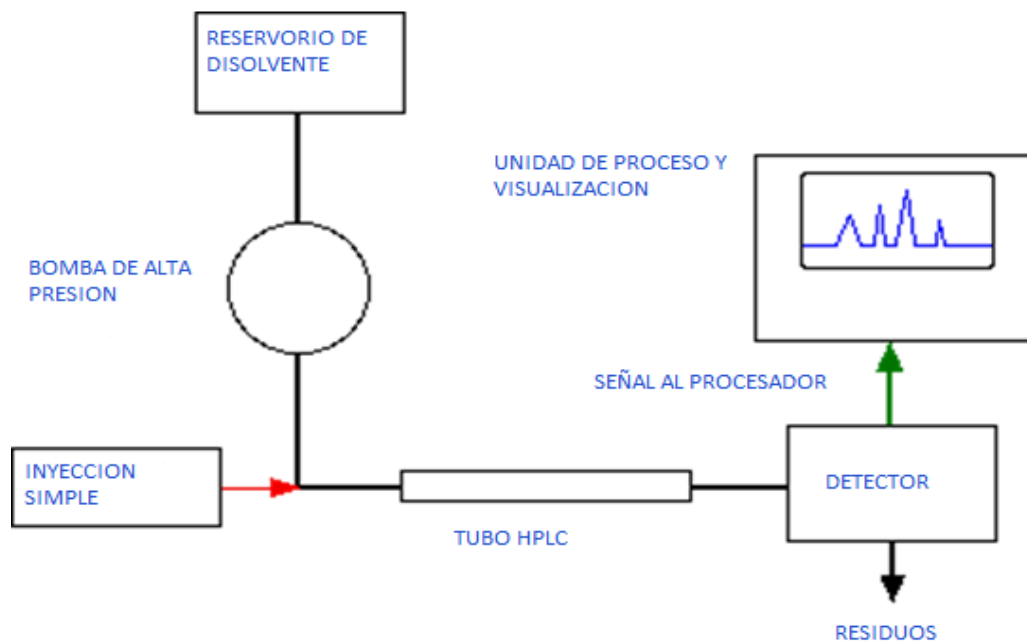 RESERVORIO DE
DISOLVENTE
UNIDAD DE PROCESO Y
VISUALIZACION
BOMBA DE ALTA
PRESION
SEÑAL AL PROCESADOR
INYECCION
SIMPLE
DETECTOR
TUBO HPLC
RESIDUOS